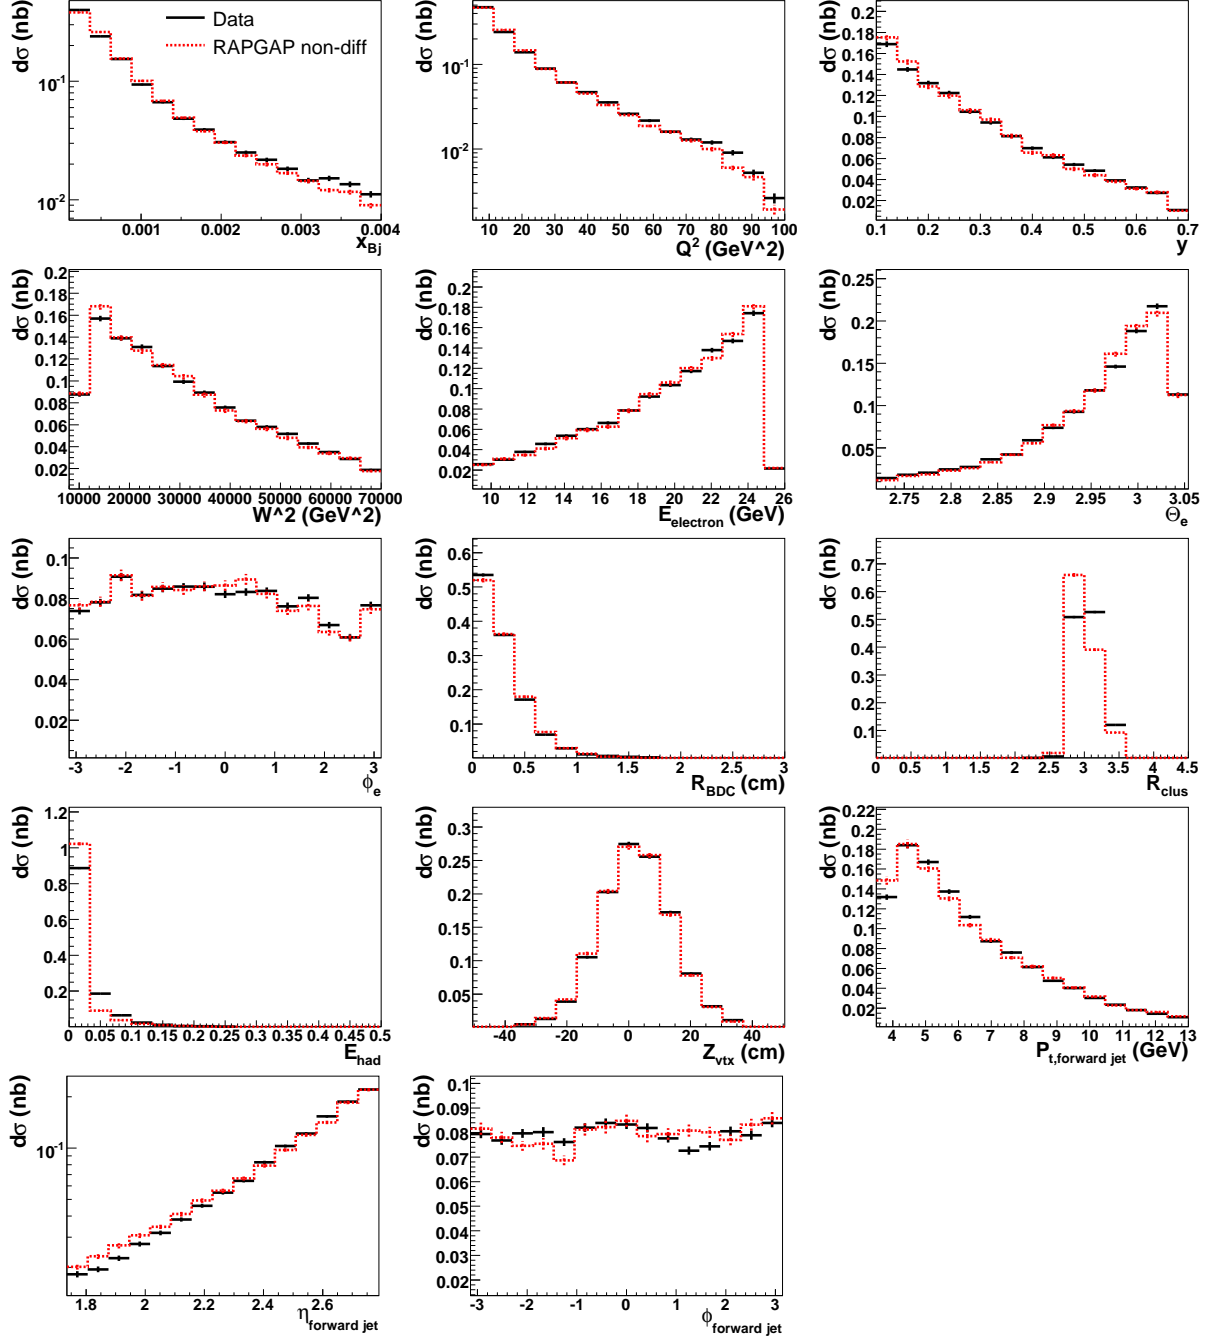 dσ (nb)
Data
RAPGAP non-diff
10⁻¹
10⁻²
0.001 0.002 0.003 0.004
x_Bj
dσ (nb)
10⁻¹
10⁻²
10 20 30 40 50 60 70 80 90 100
Q² (GeV^2)
dσ (nb)
0.2
0.18
0.16
0.14
0.12
0.1
0.08
0.06
0.04
0.02
0.1 0.2 0.3 0.4 0.5 0.6 0.7
y
dσ (nb)
0.2
0.18
0.16
0.14
0.12
0.1
0.08
0.06
0.04
0.02
10000 20000 30000 40000 50000 60000 70000
W^2 (GeV^2)
dσ (nb)
0.2
0.18
0.16
0.14
0.12
0.1
0.08
0.06
0.04
0.02
10 12 14 16 18 20 22 24 26
E_electron (GeV)
dσ (nb)
0.25
0.2
0.15
0.1
0.05
2.75 2.8 2.85 2.9 2.95 3 3.05
Θ_e
dσ (nb)
0.1
0.08
0.06
0.04
0.02
-3 -2 -1 0 1 2 3
ϕ_e
dσ (nb)
0.6
0.5
0.4
0.3
0.2
0.1
0 0.5 1 1.5 2 2.5 3
R_BDC (cm)
dσ (nb)
0.7
0.6
0.5
0.4
0.3
0.2
0.1
0 0.5 1 1.5 2 2.5 3 3.5 4 4.5
R_clus
dσ (nb)
1.2
1
0.8
0.6
0.4
0.2
0 0.05 0.1 0.15 0.2 0.25 0.3 0.35 0.4 0.45 0.5
E_had
dσ (nb)
0.3
0.25
0.2
0.15
0.1
0.05
-40 -20 0 20 40
Z_vtx (cm)
dσ (nb)
0.22
0.2
0.18
0.16
0.14
0.12
0.1
0.08
0.06
0.04
0.02
4 5 6 7 8 9 10 11 12 13
P_t,forward jet (GeV)
dσ (nb)
10⁻¹
1.8 2 2.2 2.4 2.6
η_forward jet
dσ (nb)
0.1
0.09
0.08
0.07
0.06
0.05
0.04
0.03
0.02
-3 -2 -1 0 1 2 3
ϕ_forward jet